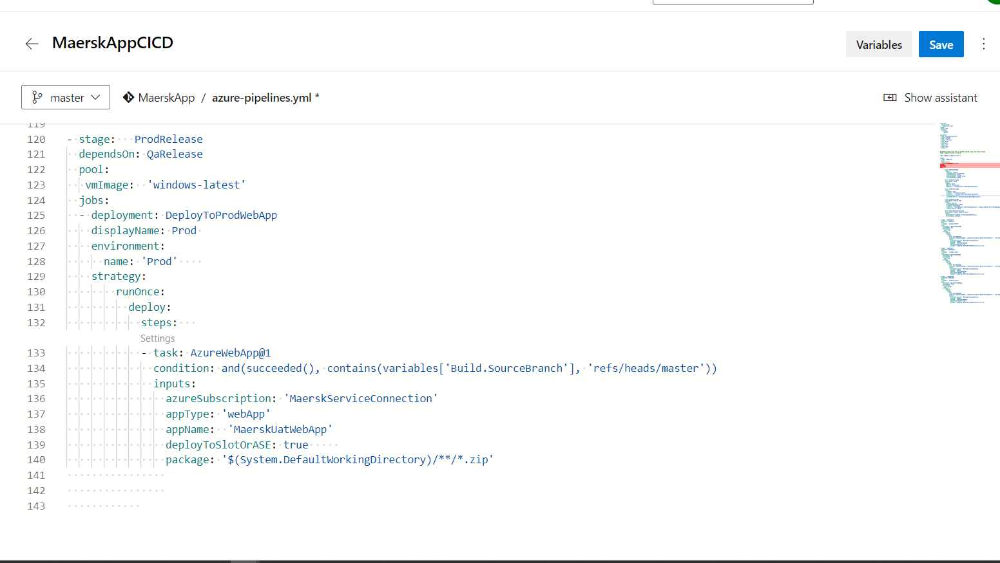 MaerskAppCICD
Variables
Save
master
MaerskApp / azure-pipelines.yml *
Show assistant
119
120 - stage:   ProdRelease
121   dependsOn: QaRelease
122   pool:
123    vmImage:  'windows-latest'
124   jobs:
125   - deployment: DeployToProdWebApp
126     displayName: Prod
127     environment:
128       name: 'Prod'
129     strategy:
130         runOnce:
131           deploy:
132             steps:
Settings
133             - task: AzureWebApp@1
134               condition: and(succeeded(), contains(variables['Build.SourceBranch'], 'refs/heads/master'))
135               inputs:
136                 azureSubscription: 'MaerskServiceConnection'
137                 appType: 'webApp'
138                 appName:  'MaerskUatWebApp'
139                 deployToSlotOrASE: true
140                 package: '$(System.DefaultWorkingDirectory)/**/*.zip'
141
142
143